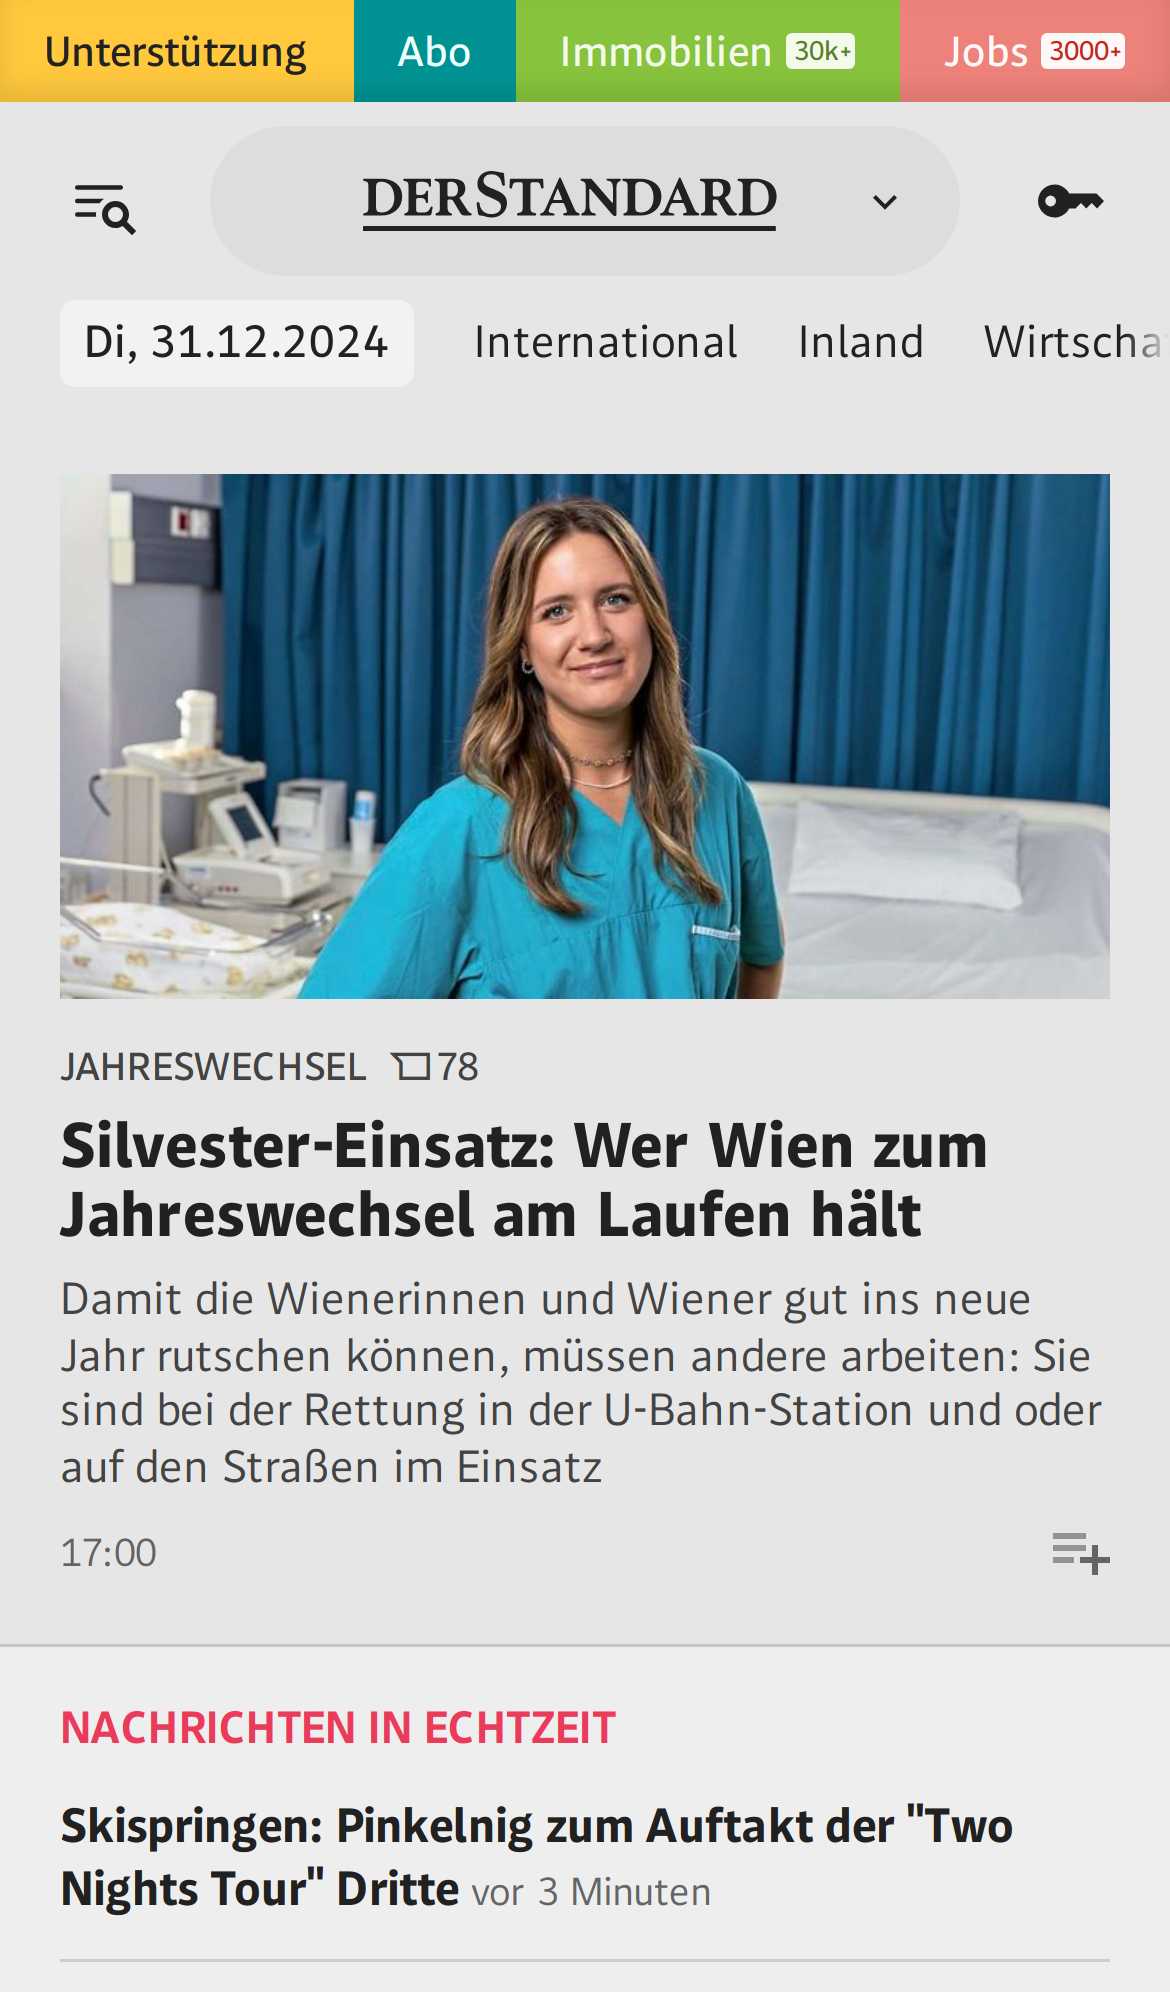 Unterstützung Abo Immobilien 30k+ Jobs 3000+
DERSTANDARD
Di, 31.12.2024 International Inland Wirtscha
JAHRESWECHSEL 78
Silvester-Einsatz: Wer Wien zum
Jahreswechsel am Laufen hält
Damit die Wienerinnen und Wiener gut ins neue
Jahr rutschen können, müssen andere arbeiten: Sie
sind bei der Rettung in der U-Bahn-Station und oder
auf den Straßen im Einsatz
17:00
NACHRICHTEN IN ECHTZEIT
Skispringen: Pinkelnig zum Auftakt der "Two
Nights Tour" Dritte vor 3 Minuten